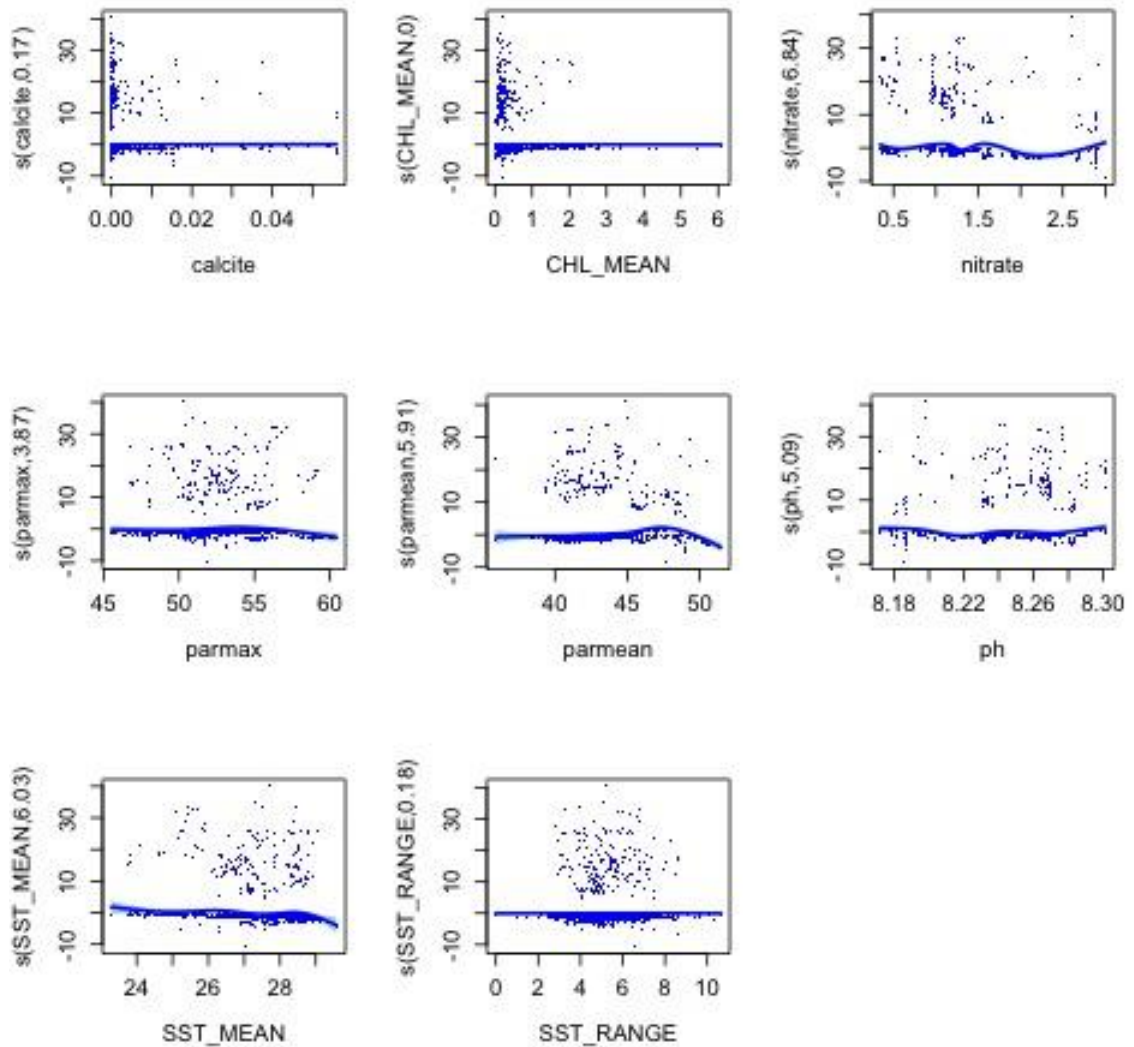 s(calcite,0.17)
30
10
-10
0.00 0.02 0.04
calcite
s(CHL_MEAN,0)
30
10
-10
0 1 2 3 4 5 6
CHL_MEAN
s(nitrate,6.84)
30
10
-10
0.5 1.5 2.5
nitrate
s(parmax,3.87)
30
10
-10
45 50 55 60
parmax
s(parmean,5.91)
30
10
-10
40 45 50
parmean
s(ph,5.09)
30
10
-10
8.18 8.22 8.26 8.30
ph
s(SST_MEAN,6.03)
30
10
-10
24 26 28
SST_MEAN
s(SST_RANGE,0.18)
30
10
-10
0 2 4 6 8 10
SST_RANGE